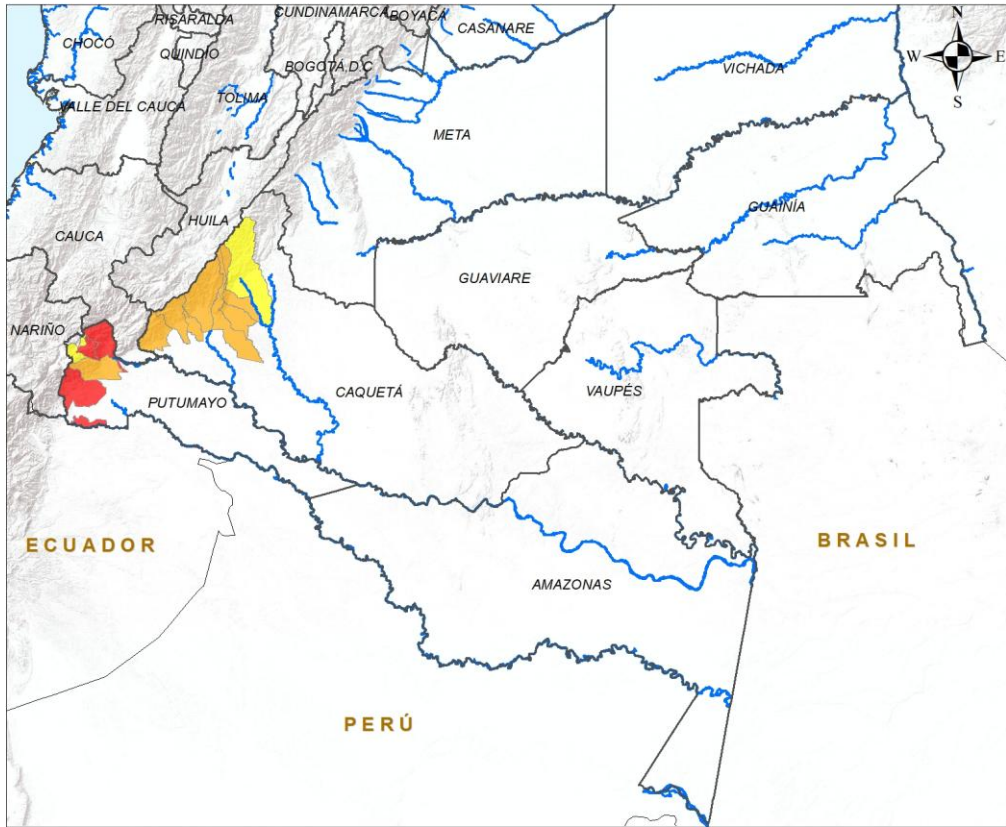 CUNDINAMARCA
BOYACÁ
RISARALDA
CASANARE
CHOCÓ
QUINDÍO
BOGOTÁ D.C
N
W
E
S
VICHADA
VALLE DEL CAUCA
TOLIMA
META
GUAINÍA
HUILA
CAUCA
GUAVIARE
NARIÑO
CAQUETÁ
VAUPÉS
PUTUMAYO
ECUADOR
BRASIL
AMAZONAS
PERÚ